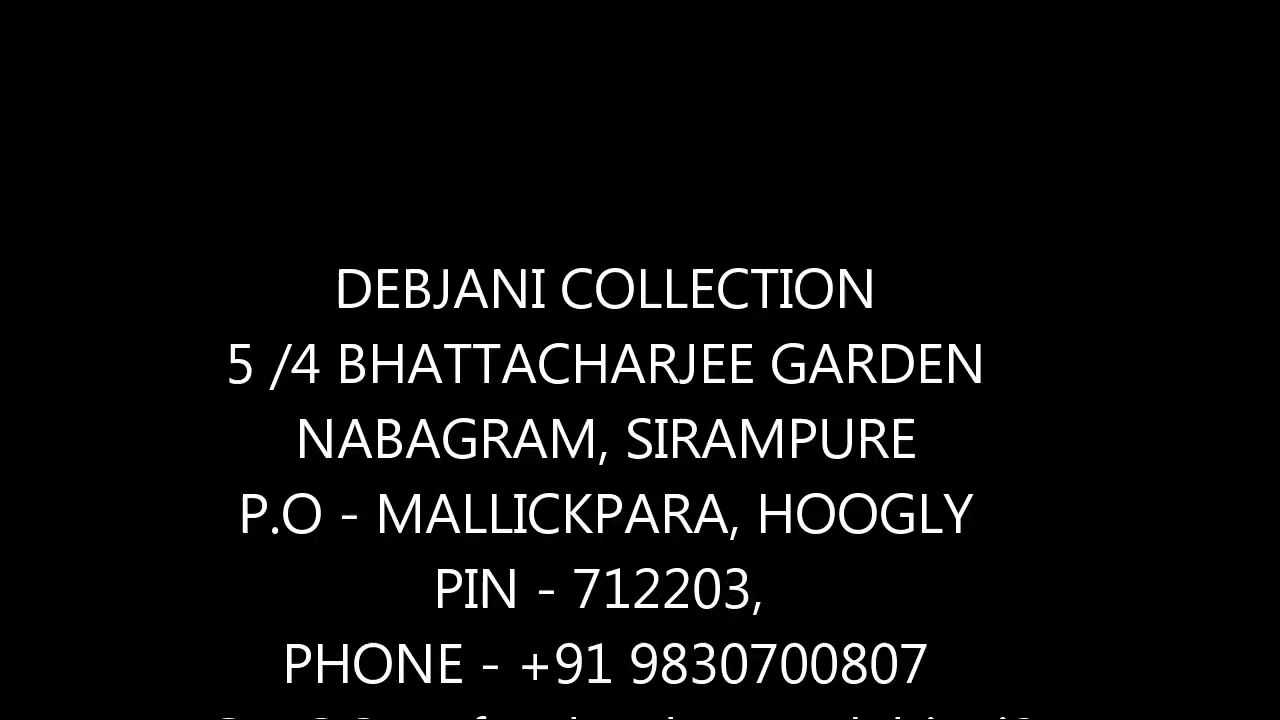 DEBJANI COLLECTION
5 /4 BHATTACHARJEE GARDEN
NABAGRAM, SIRAMPURE
P.O - MALLICKPARA, HOOGLY
PIN - 712203,
PHONE - +91 9830700807